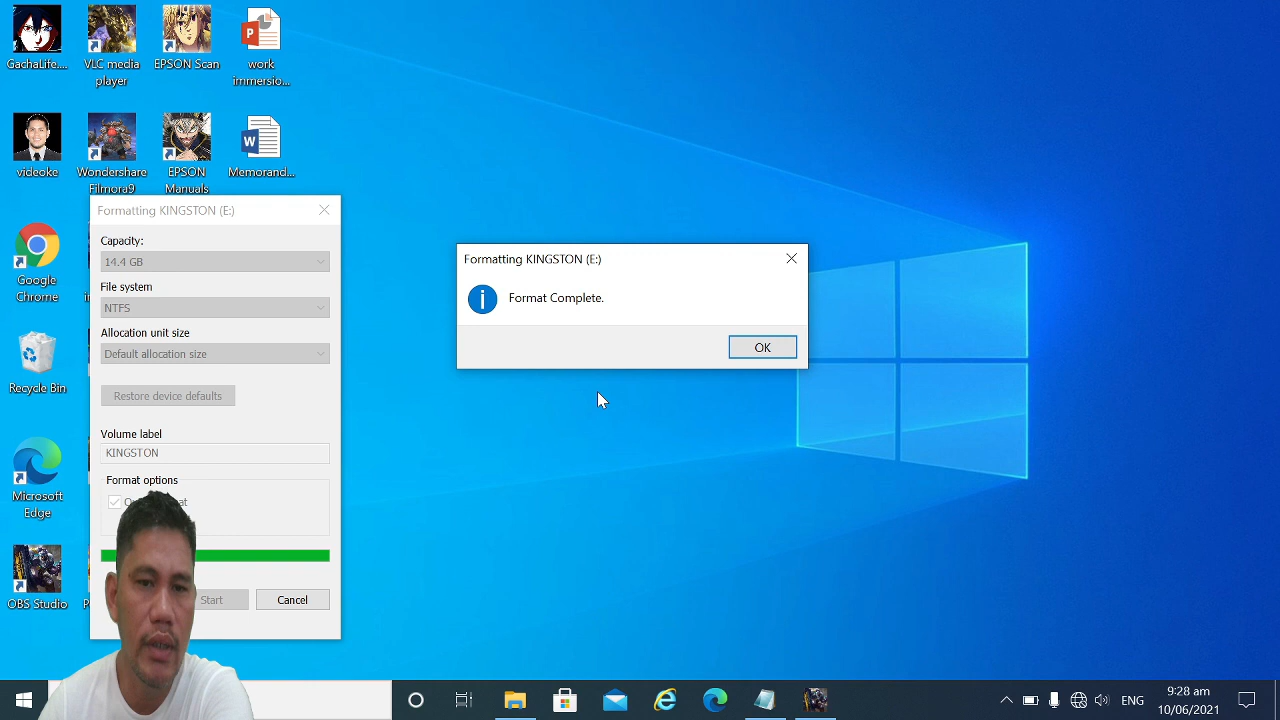 GachaLife....
VLC media
player
EPSON Scan
work
immersio...
videoke
Wondershare
Filmora9
EPSON
Manuals
Memorand...
Google
Chrome
Recycle Bin
Microsoft
Edge
OBS Studio
Formatting KINGSTON (E:)
Capacity:
14.4 GB
File system
NTFS
Allocation unit size
Default allocation size
Restore device defaults
Volume label
KINGSTON
Format options
Start
Cancel
Formatting KINGSTON (E:)
Format Complete.
OK
ENG
9:28 am
10/06/2021